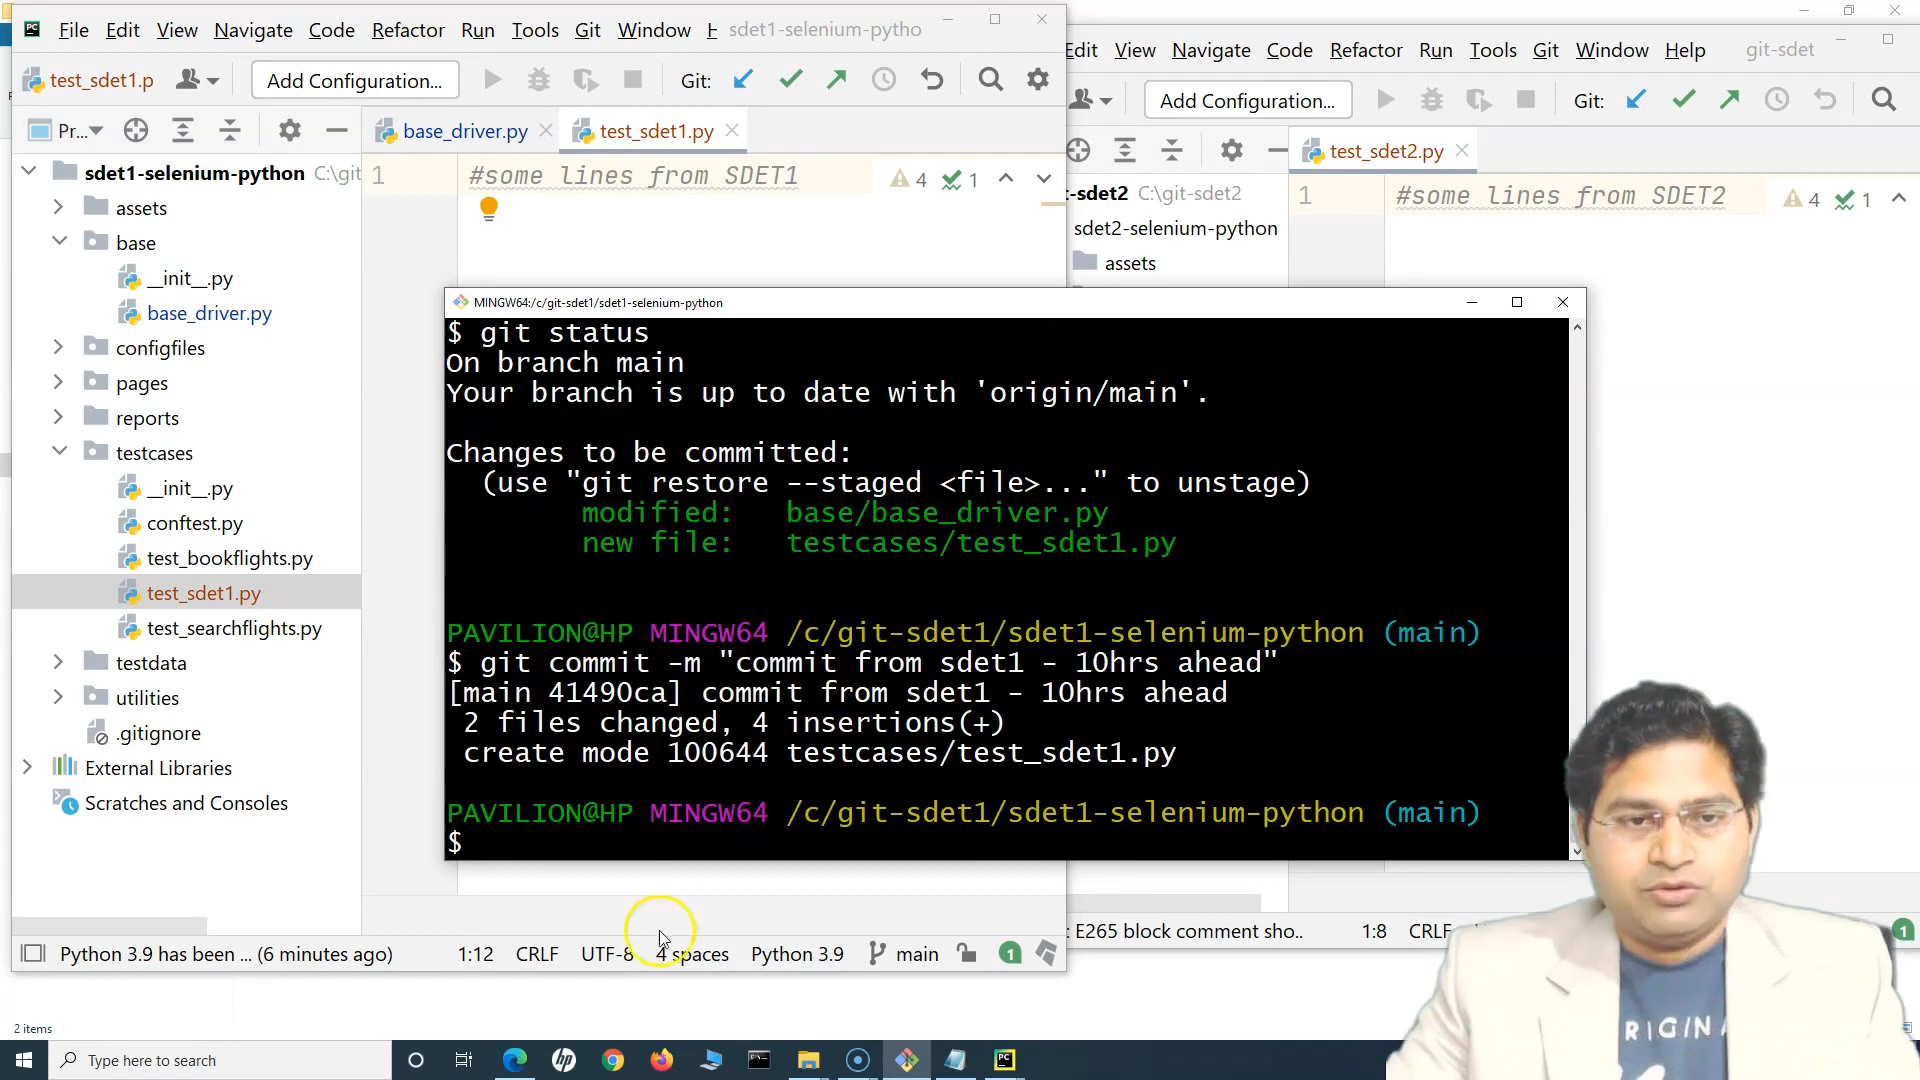 File Edit View Navigate Code Refactor Run Tools Git Window H sdet1-selenium-pytho
test_sdet1.p Add Configuration... Git:
Pr... base_driver.py test_sdet1.py
sdet1-selenium-python C:\git
assets
base
__init__.py
base_driver.py
configfiles
pages
reports
testcases
__init__.py
conftest.py
test_bookflights.py
test_sdet1.py
test_searchflights.py
testdata
utilities
.gitignore
External Libraries
Scratches and Consoles
1 #some lines from SDET1 4 1
Edit View Navigate Code Refactor Run Tools Git Window Help git-sdet
Add Configuration... Git:
test_sdet2.py
t-sdet2 C:\git-sdet2
sdet2-selenium-python
assets
1 #some lines from SDET2 4 1
MINGW64:/c/git-sdet1/sdet1-selenium-python
$ git status
On branch main
Your branch is up to date with 'origin/main'.
Changes to be committed:
(use "git restore --staged <file>..." to unstage)
modified: base/base_driver.py
new file: testcases/test_sdet1.py
PAVILION@HP MINGW64 /c/git-sdet1/sdet1-selenium-python (main)
$ git commit -m "commit from sdet1 - 10hrs ahead"
[main 41490ca] commit from sdet1 - 10hrs ahead
2 files changed, 4 insertions(+)
create mode 100644 testcases/test_sdet1.py
PAVILION@HP MINGW64 /c/git-sdet1/sdet1-selenium-python (main)
$
Python 3.9 has been ... (6 minutes ago) 1:12 CRLF UTF-8 4 spaces Python 3.9 main 1
: E265 block comment sho.. 1:8 CRLF 1
2 items
Type here to search
RIGIN